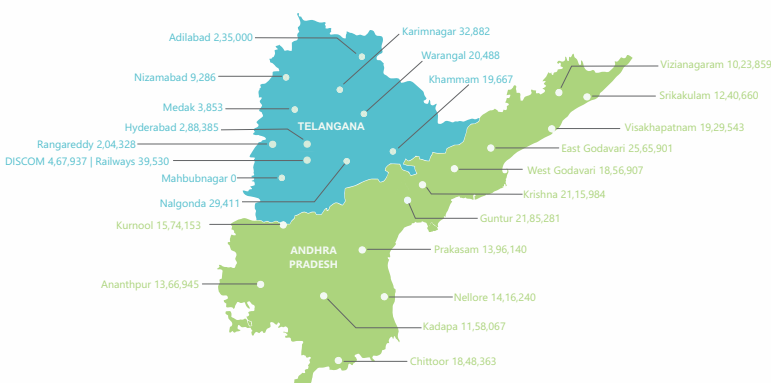 Adilabad 2,35,000
Karimnagar 32,882
Warangal 20,488
Nizamabad 9,286
Khammam 19,667
Vizianagaram 10,23,859
Srikakulam 12,40,660
Medak 3,853
Hyderabad 2,88,385
TELANGANA
Visakhapatnam 19,29,543
Rangareddy 2,04,328
East Godavari 25,65,901
DISCOM 4,67,937 | Railways 39,530
West Godavari 18,56,907
Mahbubnagar 0
Krishna 21,15,984
Nalgonda 29,411
Guntur 21,85,281
Kurnool 15,74,153
ANDHRA
PRADESH
Prakasam 13,96,140
Ananthpur 13,66,945
Nellore 14,16,240
Kadapa 11,58,067
Chittoor 18,48,363